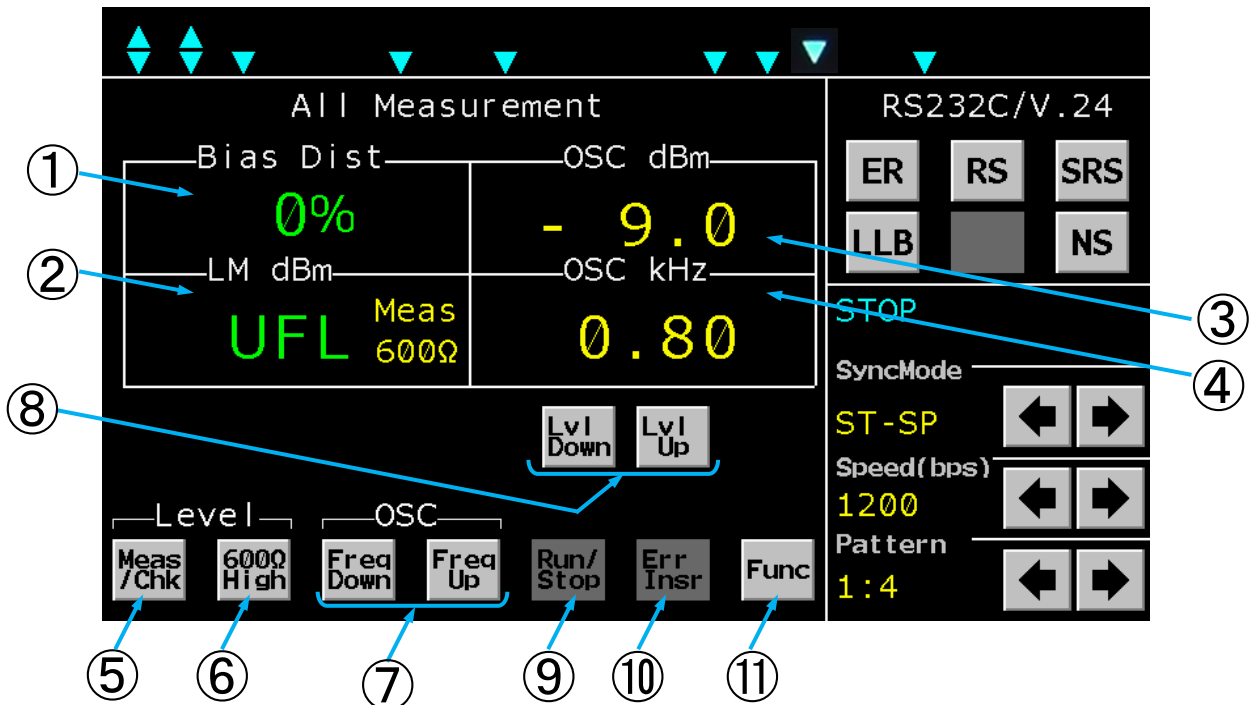 All Measurement
Bias Dist
0%
OSC dBm
- 9.0
LM dBm
UFL
Meas
600Ω
OSC kHz
0.80
Lvl
Down
Lvl
Up
Level
OSC
Meas
/Chk
600Ω
High
Freq
Down
Freq
Up
Run/
Stop
Err
Insr
Func
RS232C/V.24
ER
RS
SRS
LLB
NS
STOP
SyncMode
ST-SP
Speed(bps)
1200
Pattern
1:4
①
②
③
④
⑧
⑤
⑥
⑦
⑨
⑩
⑪